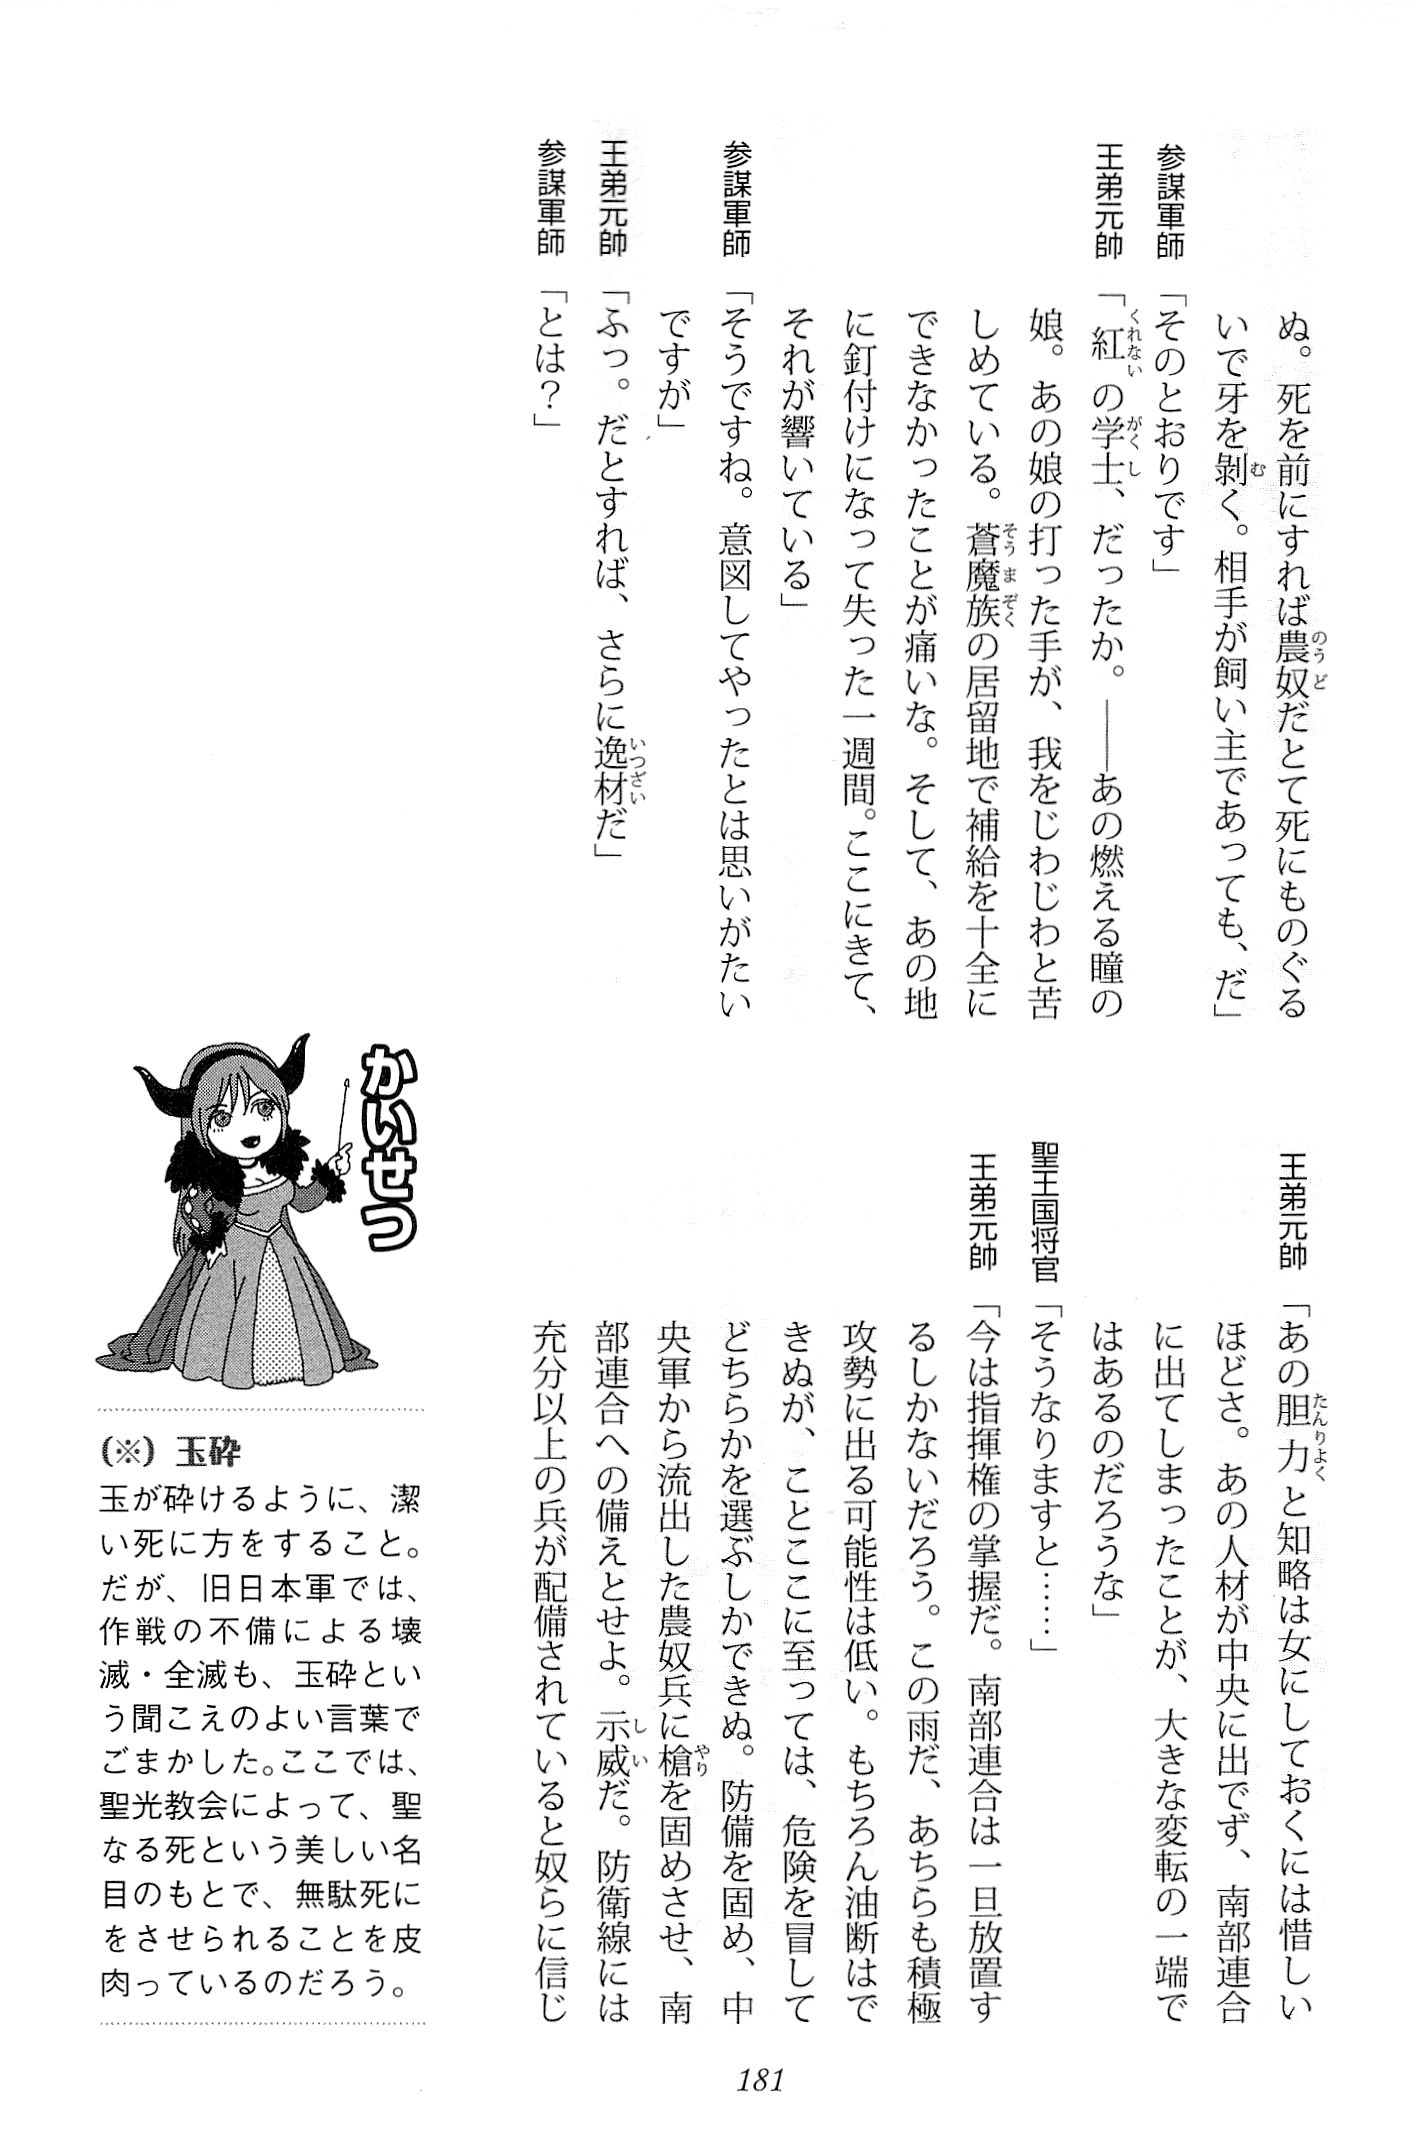 ぬ。死を前にすれば農奴だとて死にものぐる
いで牙を剝く。相手が飼い主であっても、だ」
参謀軍師「そのとおりです」
王弟元帥「紅の学士、だったか。――あの燃える瞳の
娘。あの娘の打った手が、我をじわじわと苦
しめている。蒼魔族の居留地で補給を十全に
できなかったことが痛いな。そして、あの地
に釘付けになって失った一週間。ここにきて、
それが響いている」
参謀軍師「そうですね。意図してやったとは思いがたい
ですが」
王弟元帥「ふっ。だとすれば、さらに逸材だ」
参謀軍師「とは？」
王弟元帥「あの胆力と知略は女にしておくには惜しい
ほどさ。あの人材が中央に出でず、南部連合
に出てしまったことが、大きな変転の一端で
はあるのだろうな」
聖王国将官「そうなりますと……」
王弟元帥「今は指揮権の掌握だ。南部連合は一旦放置す
るしかないだろう。この雨だ、あちらも積極
攻勢に出る可能性は低い。もちろん油断はで
きぬが、ことここに至っては、危険を冒して
どちらかを選ぶしかできぬ。防備を固め、中
央軍から流出した農奴兵に槍を固めさせ、南
部連合への備えとせよ。示威だ。防衛線には
充分以上の兵が配備されていると奴らに信じ
かいせつ
(※) 玉砕
玉が砕けるように、潔
い死に方をすること。
だが、旧日本軍では、
作戦の不備による壊
滅・全滅も、玉砕とい
う聞こえのよい言葉で
ごまかした。ここでは、
聖光教会によって、聖
なる死という美しい名
目のもとで、無駄死に
をさせられることを皮
肉っているのだろう。
181